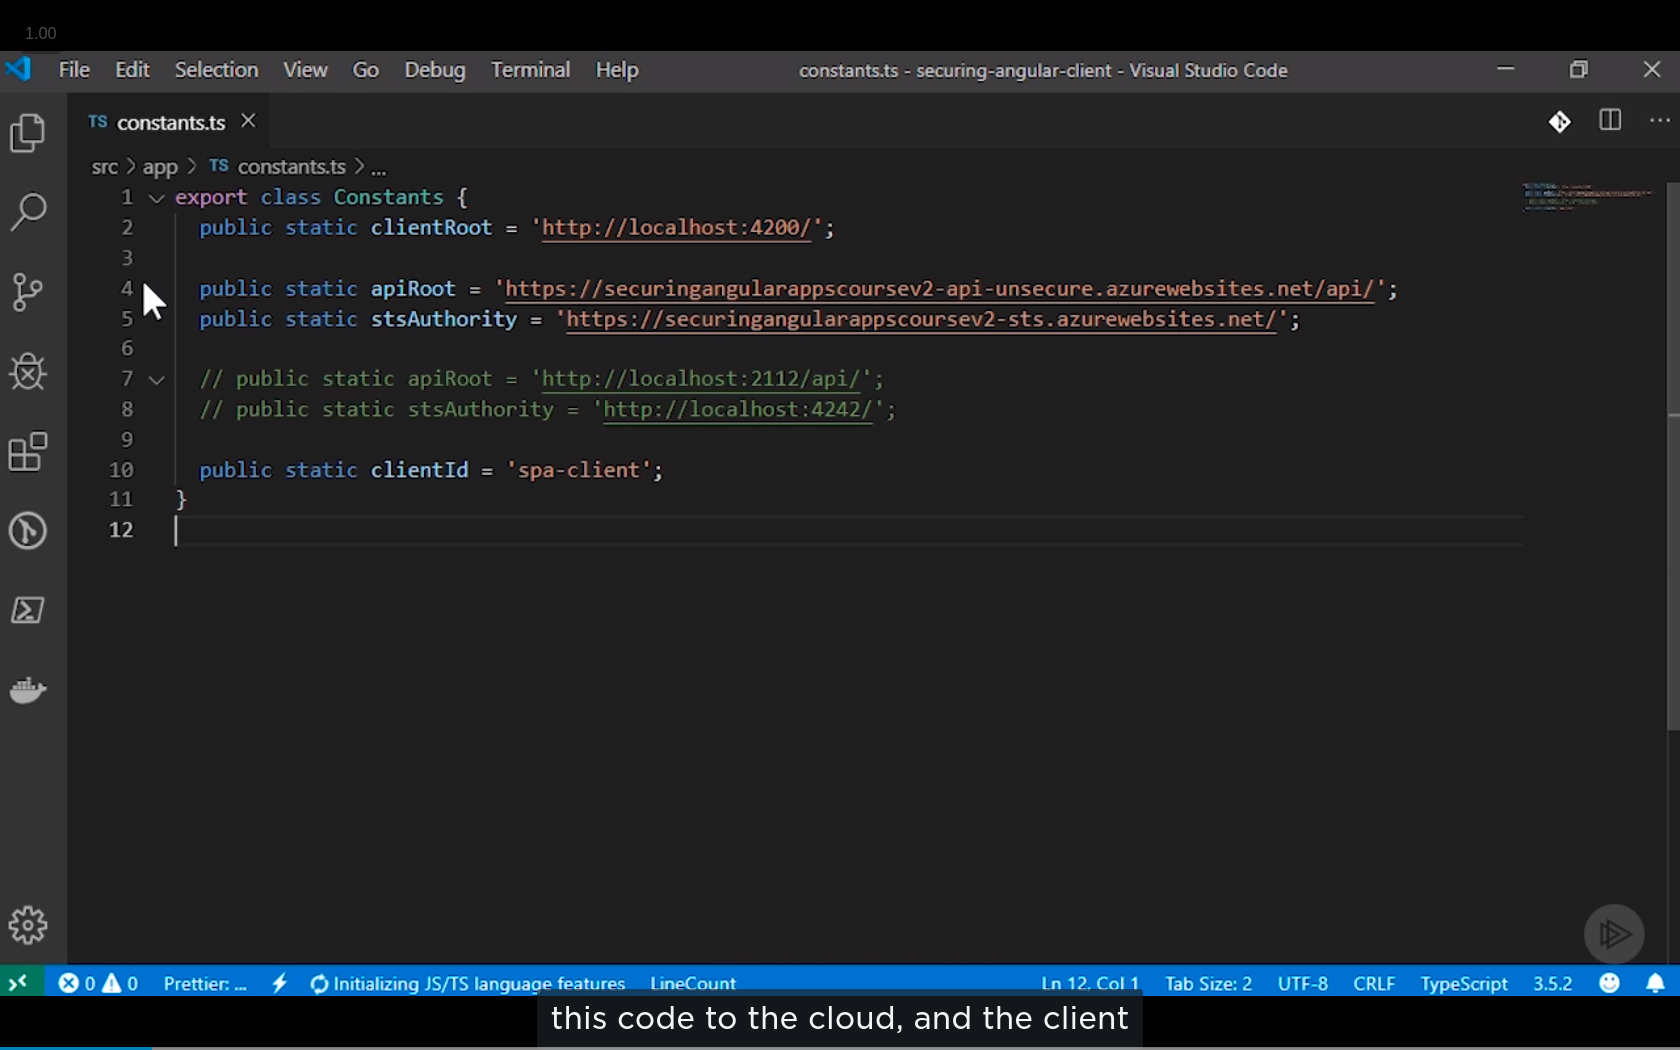 1.00
File Edit Selection View Go Debug Terminal Help constants.ts - securing-angular-client - Visual Studio Code
TS constants.ts
src > app > TS constants.ts > ...
1 export class Constants {
2 public static clientRoot = 'http://localhost:4200/';
3
4 public static apiRoot = 'https://securingangularappscoursev2-api-unsecure.azurewebsites.net/api/';
5 public static stsAuthority = 'https://securingangularappscoursev2-sts.azurewebsites.net/';
6
7 // public static apiRoot = 'http://localhost:2112/api/';
8 // public static stsAuthority = 'http://localhost:4242/';
9
10 public static clientId = 'spa-client';
11 }
12
0 0 Prettier: ... Initializing JS/TS language features LineCount Ln 12, Col 1 Tab Size: 2 UTF-8 CRLF TypeScript 3.5.2
this code to the cloud, and the client